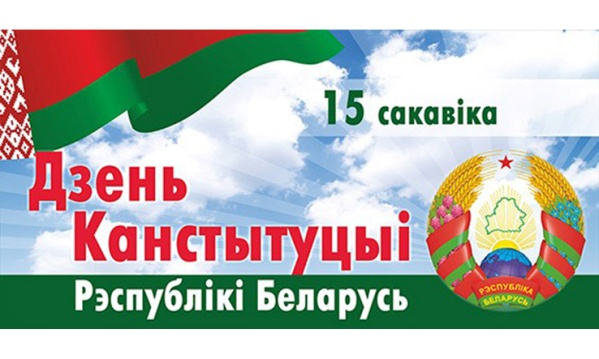 15 сакавіка
Дзень
Канстытуцыі
Рэспублікі Беларусь
РЭСПУБЛІКА
БЕЛАРУСЬ